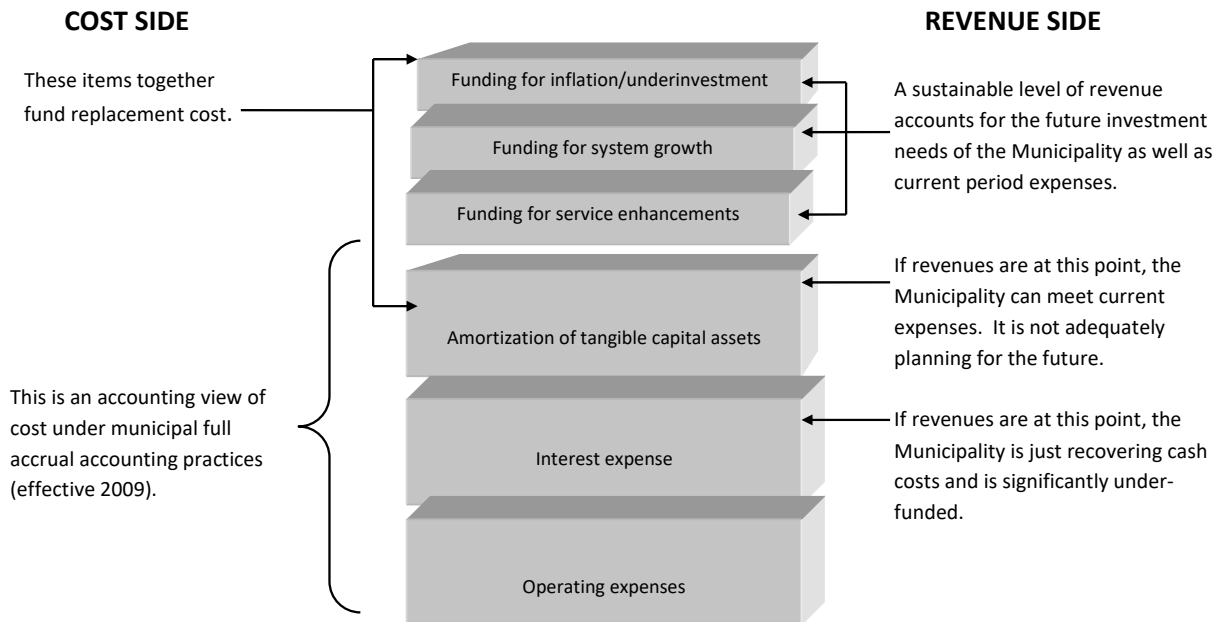 COST SIDE
REVENUE SIDE
These items together
fund replacement cost.
Funding for inflation/underinvestment
Funding for system growth
Funding for service enhancements
A sustainable level of revenue
accounts for the future investment
needs of the Municipality as well as
current period expenses.
If revenues are at this point, the
Municipality can meet current
expenses.  It is not adequately
planning for the future.
Amortization of tangible capital assets
This is an accounting view of
cost under municipal full
accrual accounting practices
(effective 2009).
If revenues are at this point, the
Municipality is just recovering cash
costs and is significantly under-
funded.
Interest expense
Operating expenses